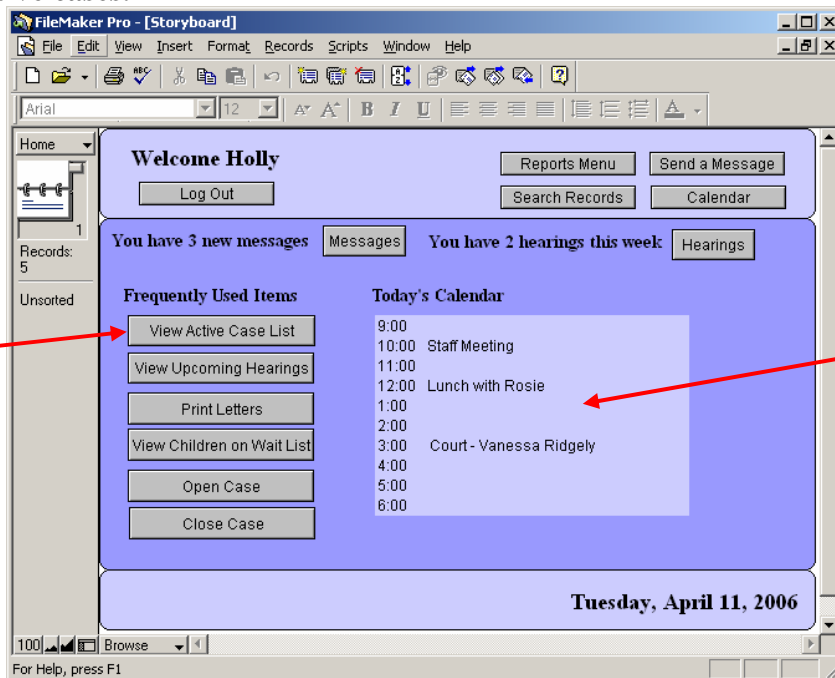 FileMaker Pro - [Storyboard]
File Edit View Insert Format Records Scripts Window Help
Arial 12 B I U A
Home
1
Records:
5
Unsorted
Welcome Holly
Log Out
Reports Menu Send a Message
Search Records Calendar
You have 3 new messages Messages You have 2 hearings this week Hearings
Frequently Used Items Today's Calendar
View Active Case List
View Upcoming Hearings
Print Letters
View Children on Wait List
Open Case
Close Case
9:00
10:00 Staff Meeting
11:00
12:00 Lunch with Rosie
1:00
2:00
3:00 Court - Vanessa Ridgely
4:00
5:00
6:00
Tuesday, April 11, 2006
100 Browse
For Help, press F1